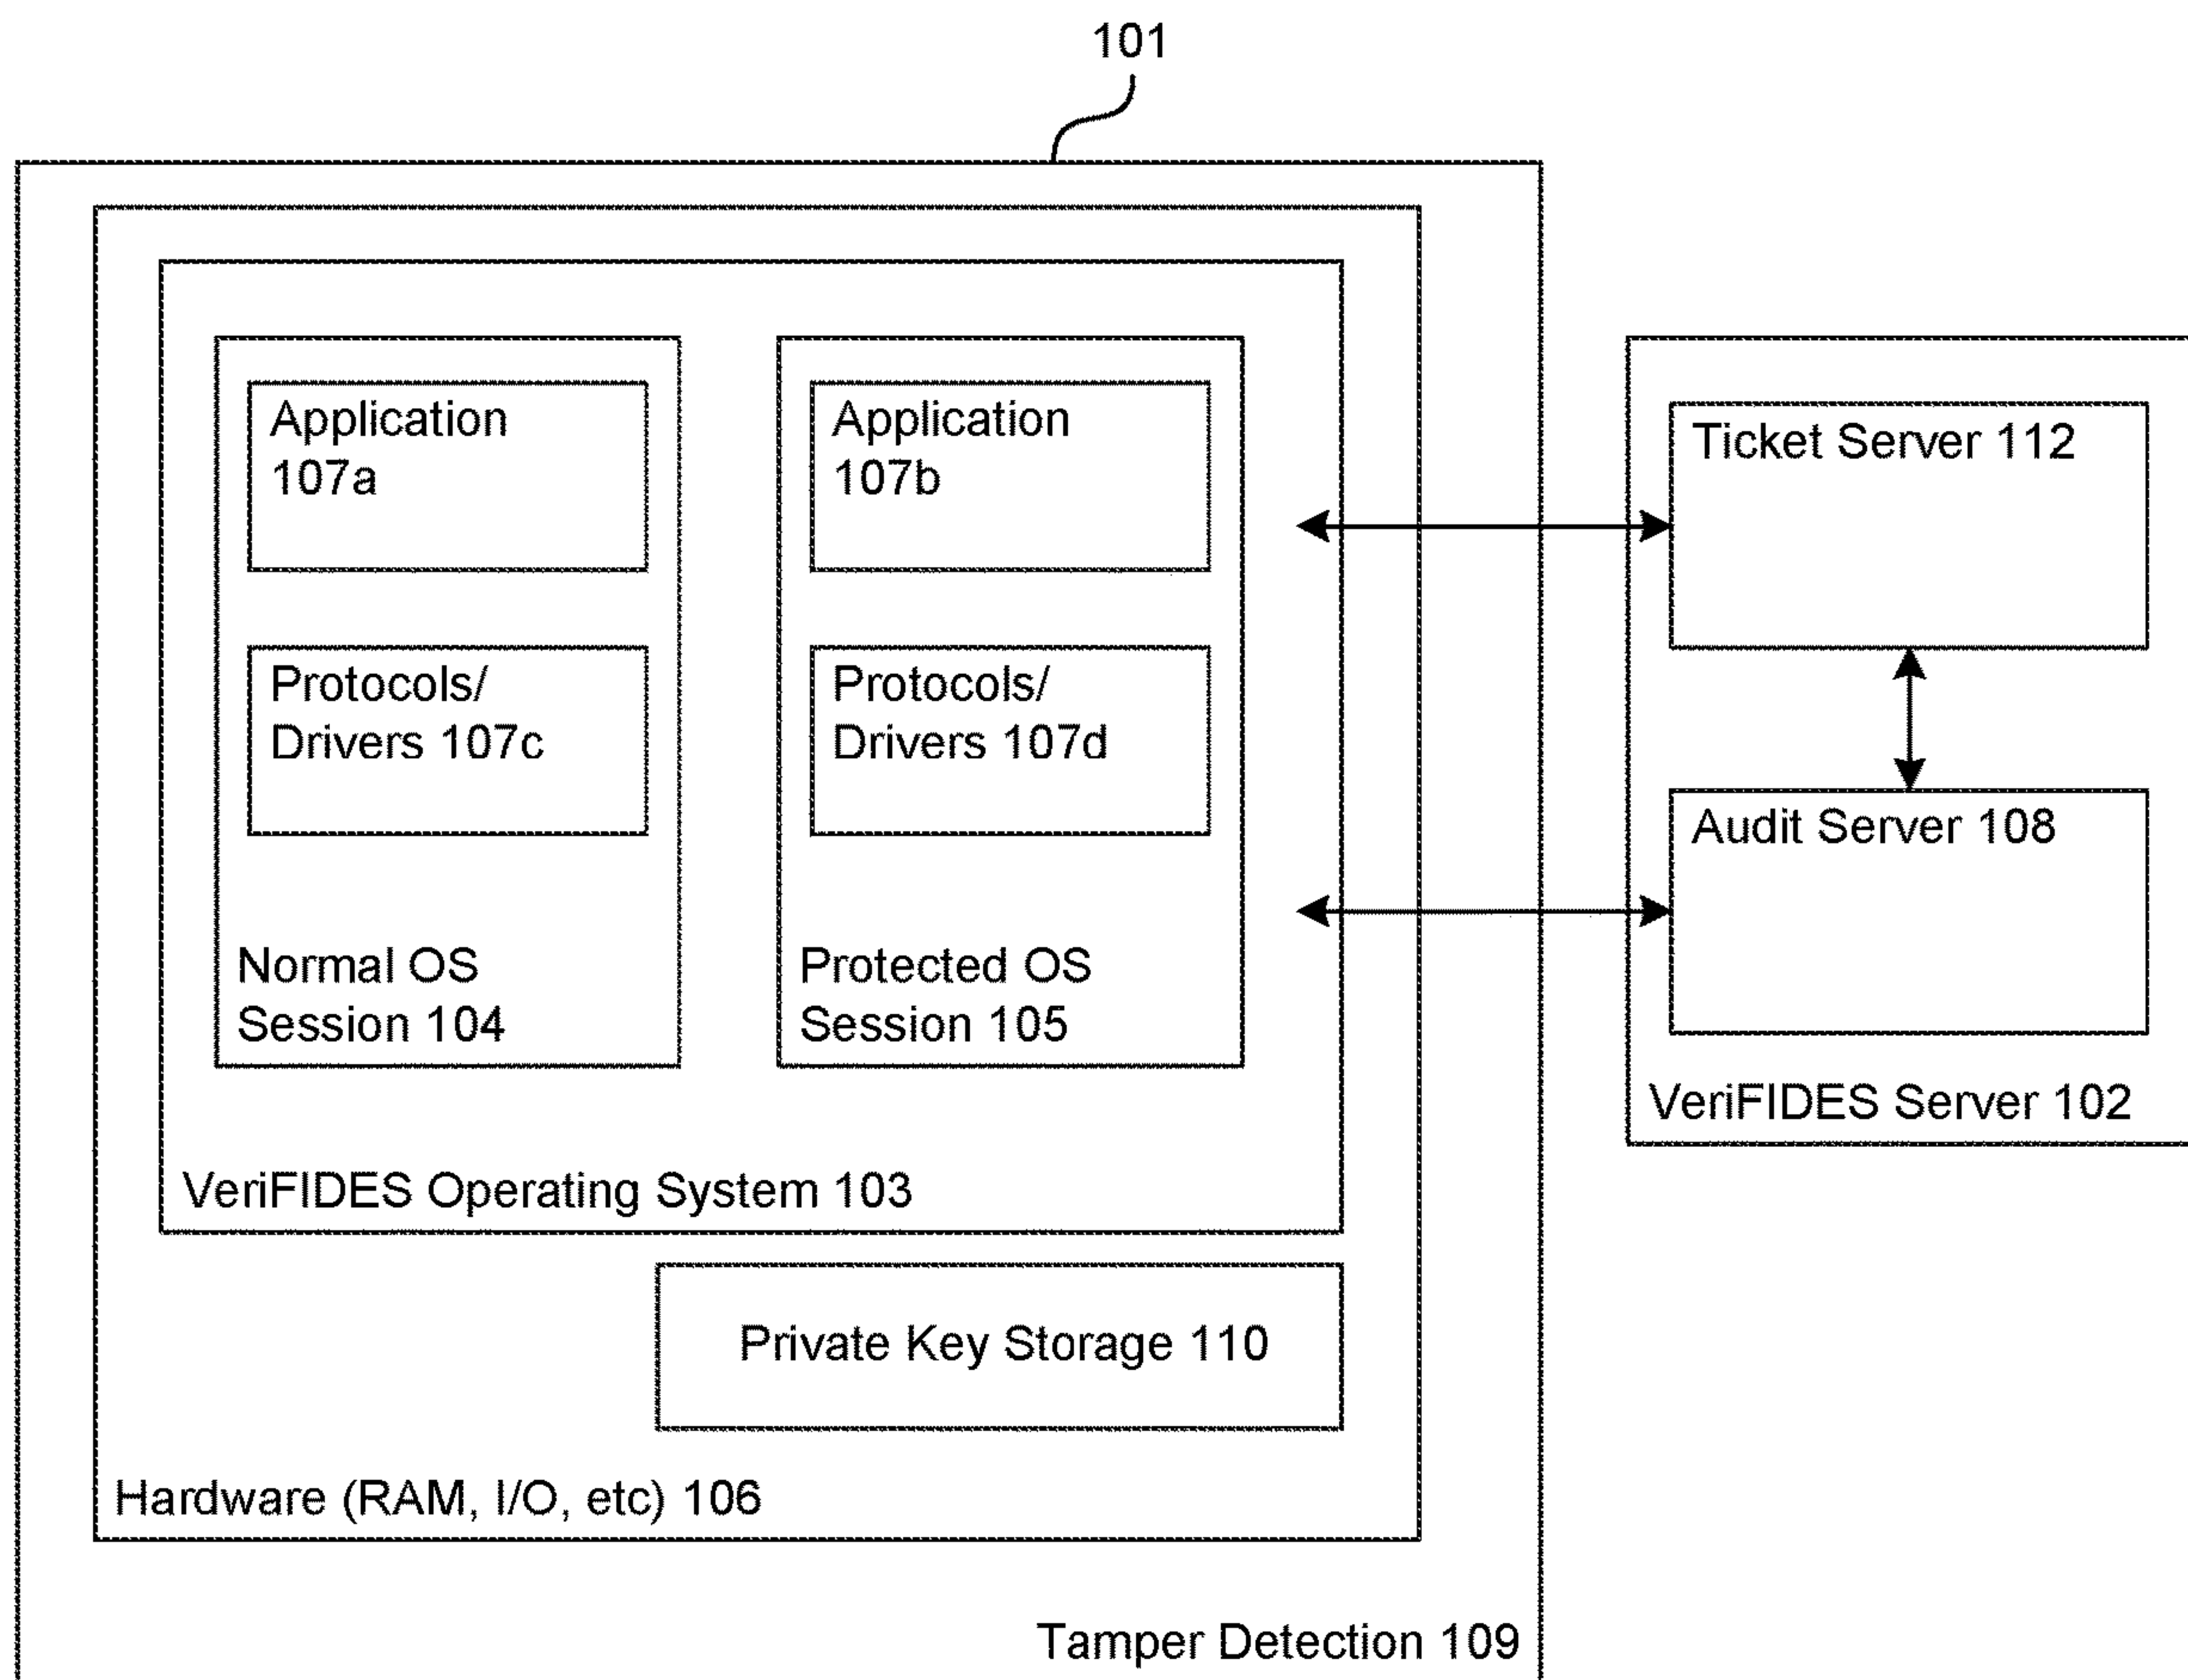 101
Application
107a
Protocols/
Drivers 107c
Normal OS
Session 104
Application
107b
Protocols/
Drivers 107d
Protected OS
Session 105
VeriFIDES Operating System 103
Private Key Storage 110
Hardware (RAM, I/O, etc) 106
Tamper Detection 109
Ticket Server 112
Audit Server 108
VeriFIDES Server 102